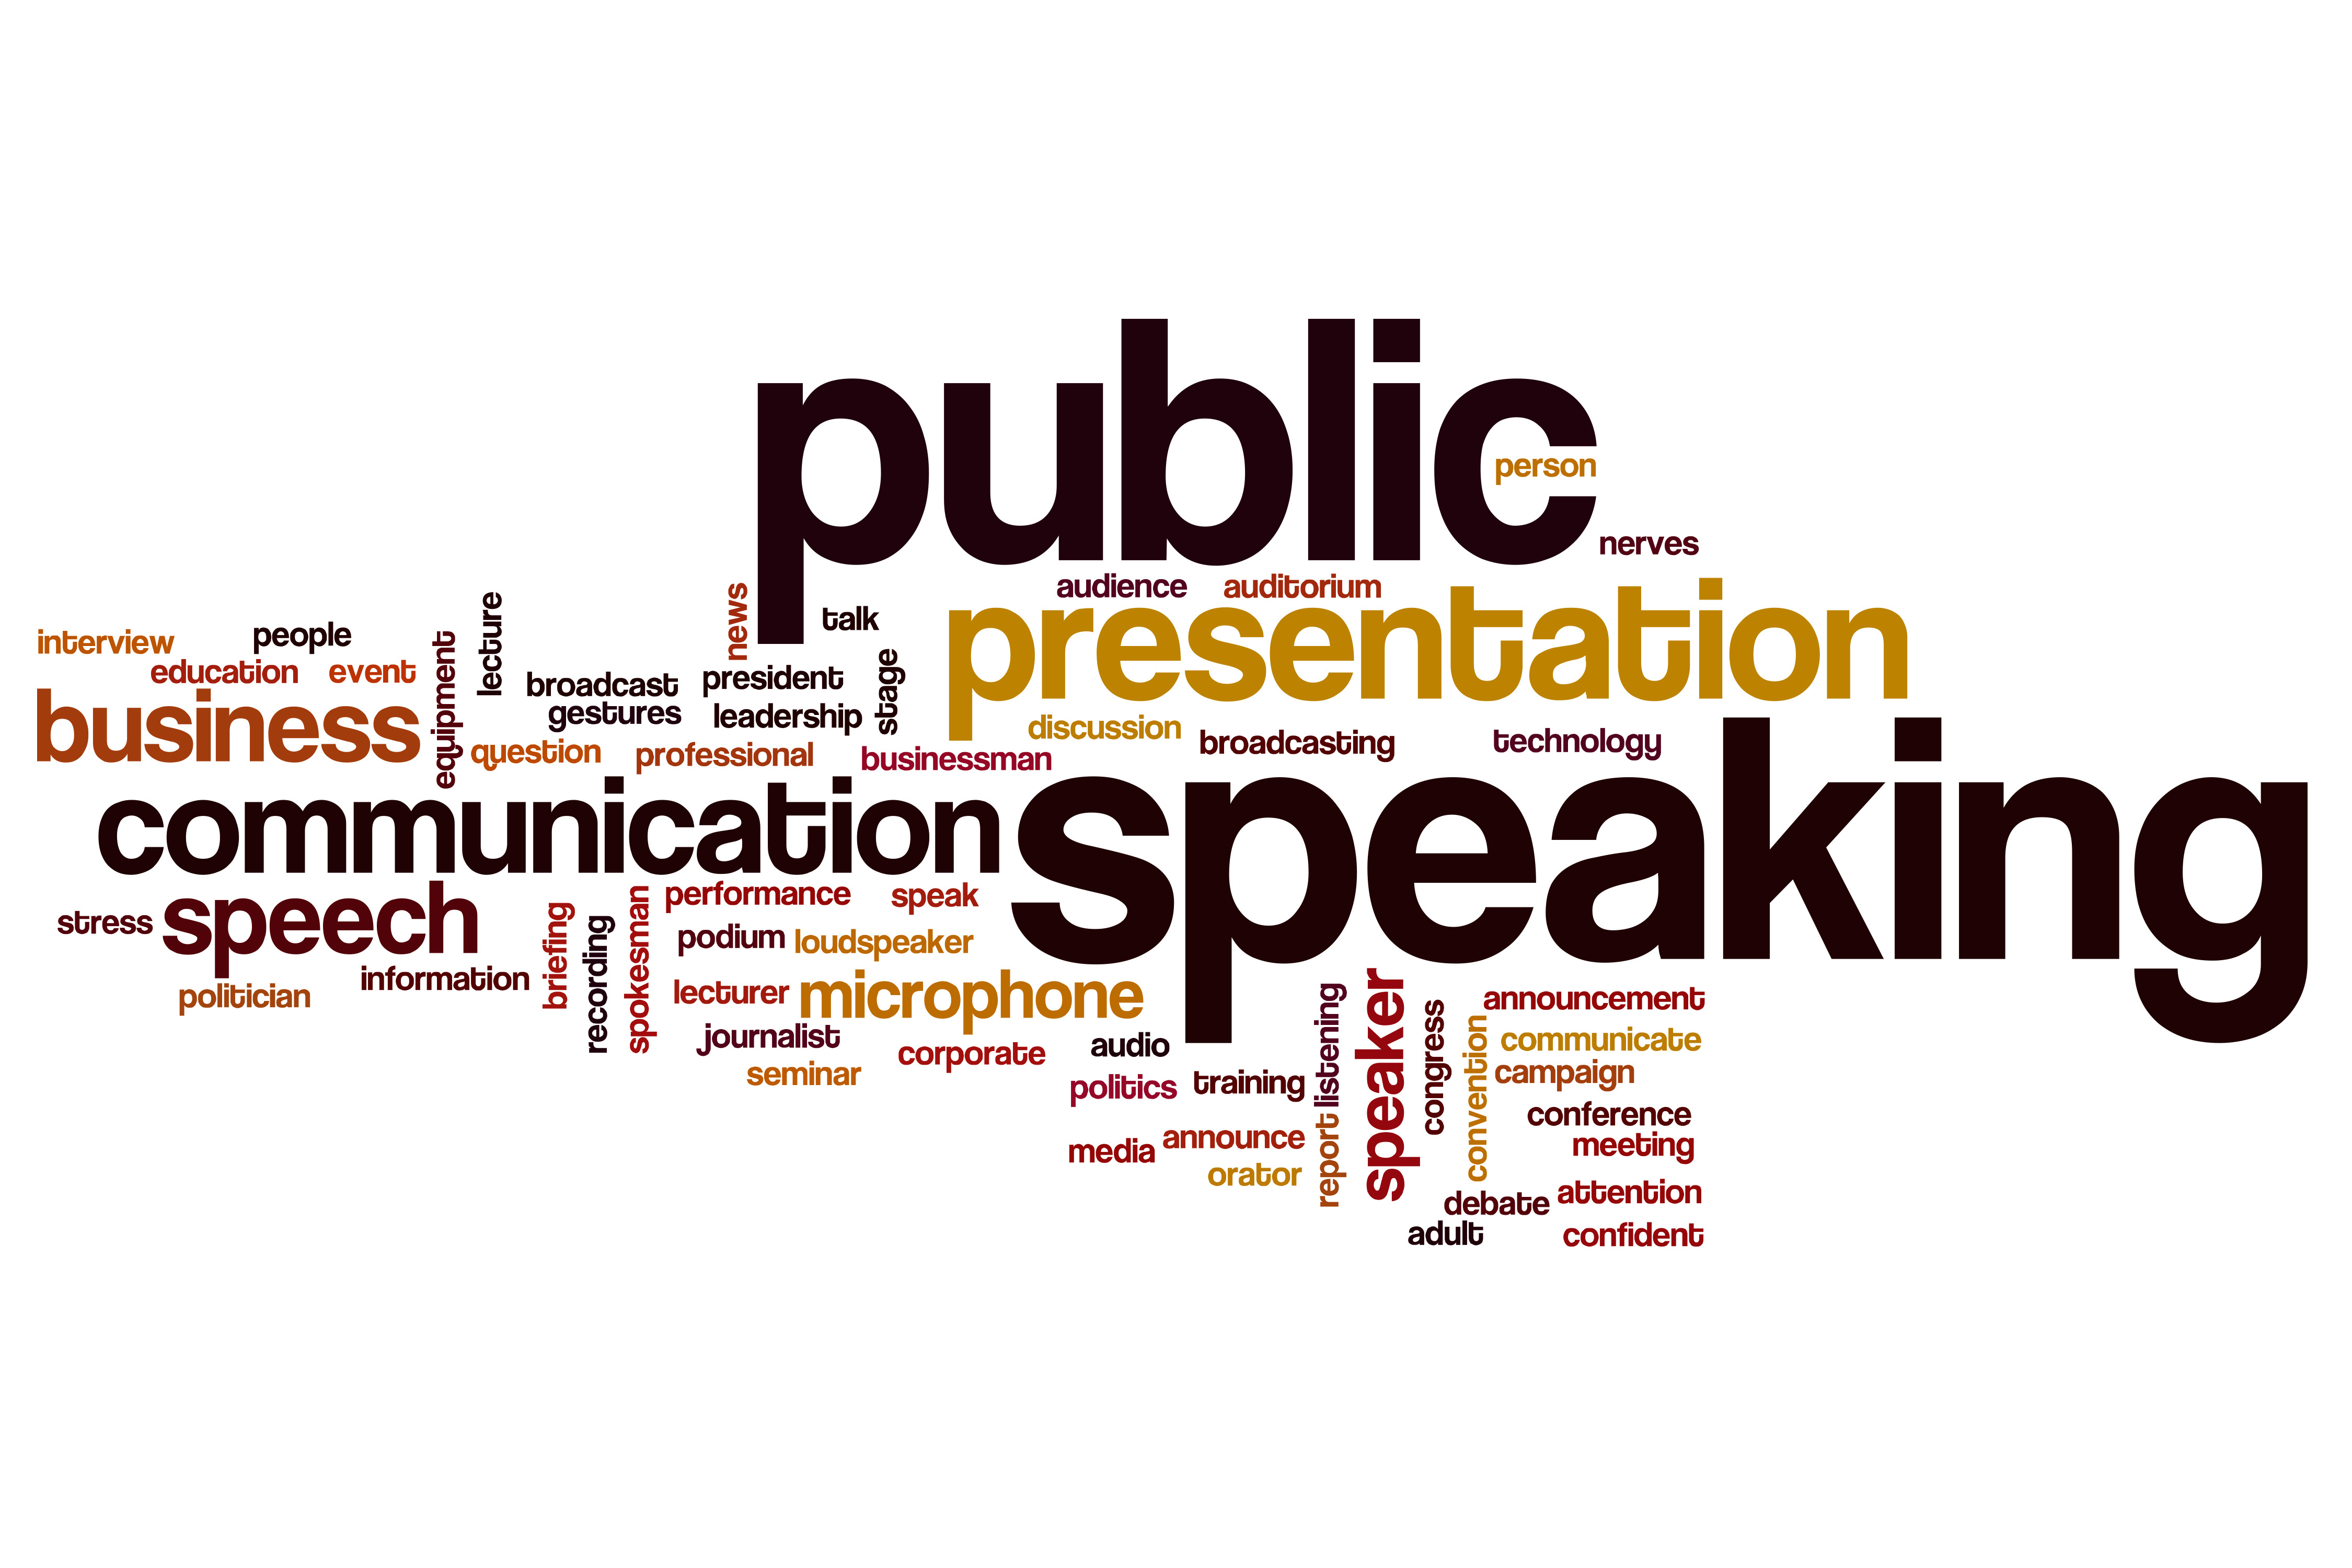 public
person
nerves
audience
auditorium
presentation
news
talk
lecture
interview
people
education
event
equipment
broadcast
president
stage
gestures
leadership
business
question
professional
businessman
discussion
broadcasting
technology
communication
speaking
performance
speak
stress
speech
briefing
recording
spokesman
podium
loudspeaker
information
politician
lecturer
microphone
journalist
corporate
audio
seminar
politics
training
listening
speaker
congress
convention
announcement
communicate
campaign
conference
meeting
media
announce
orator
report
debate
attention
adult
confident